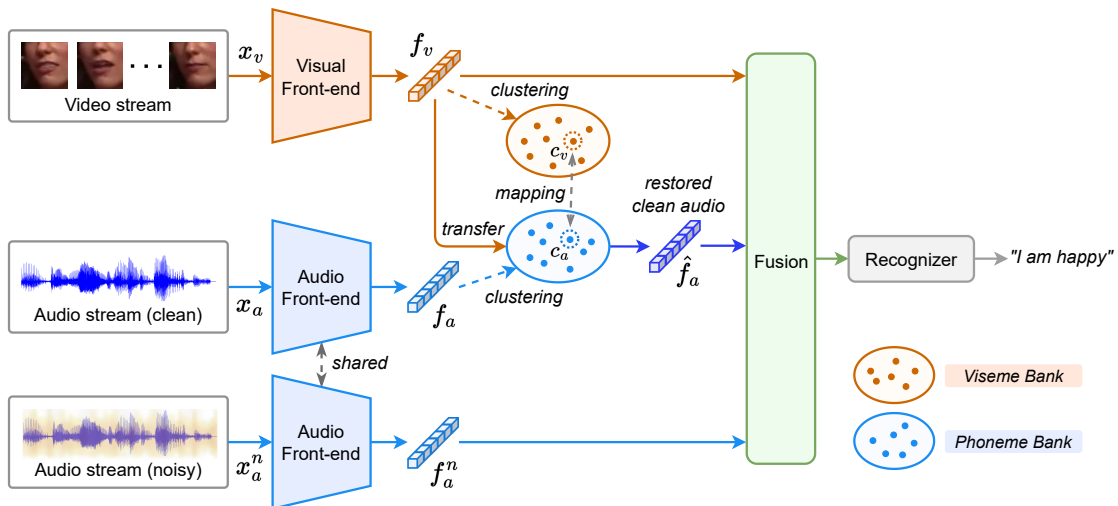 x_v
f_v
Visual
Front-end
Video stream
clustering
c_v
mapping
restored
clean audio
transfer
c_a
f̂_a
Fusion
Recognizer
"I am happy"
Audio
Front-end
x_a
f_a
clustering
Audio stream (clean)
shared
Viseme Bank
Audio
Front-end
Phoneme Bank
x_a^n
f_a^n
Audio stream (noisy)